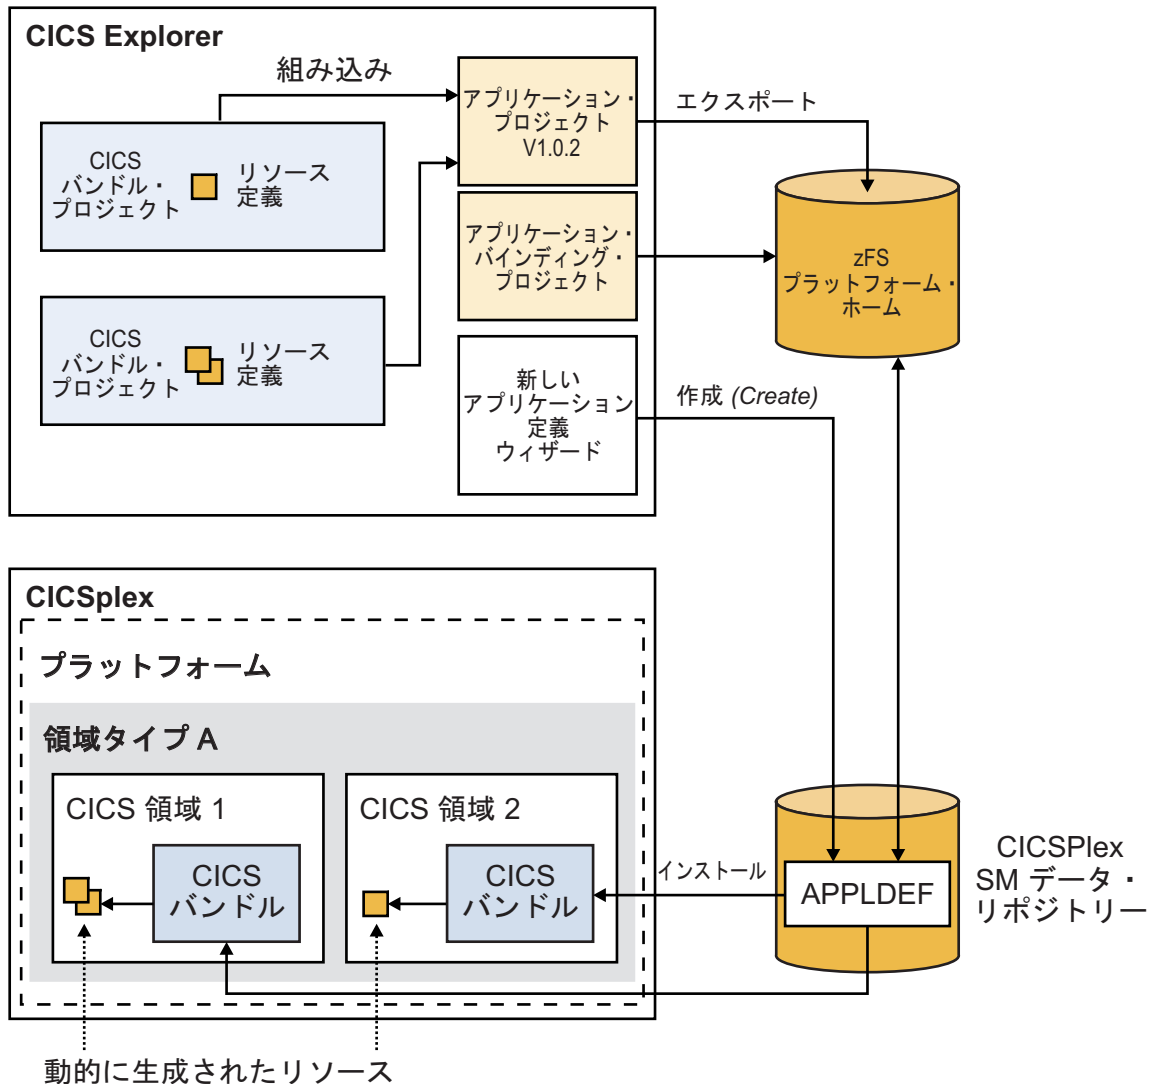 CICS Explorer
組み込み
CICS
バンドル・
プロジェクト
リソース
定義
CICS
バンドル・
プロジェクト
リソース
定義
アプリケーション・
プロジェクト
V1.0.2
アプリケーション・
バインディング・
プロジェクト
新しい
アプリケーション
定義
ウィザード
エクスポート
zFS
プラットフォーム・
ホーム
作成 (Create)
CICSplex
プラットフォーム
領域タイプ A
CICS 領域 1
CICS
バンドル
CICS 領域 2
CICS
バンドル
インストール
APPLDEF
CICSPlex
SM データ・
リポジトリー
動的に生成されたリソース